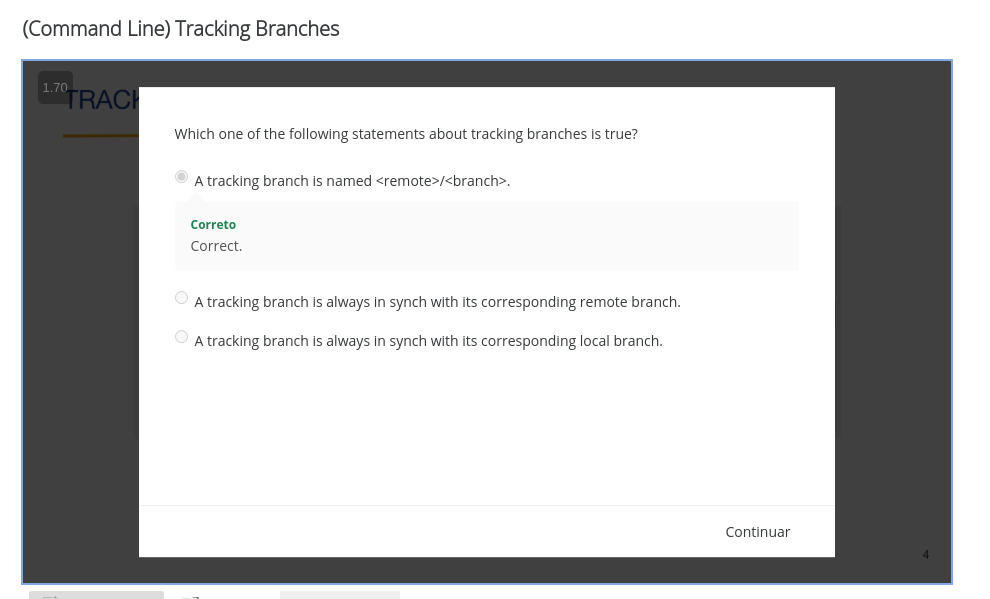 (Command Line) Tracking Branches
1.70
TRACK
Which one of the following statements about tracking branches is true?
A tracking branch is named <remote>/<branch>.
Correto
Correct.
A tracking branch is always in synch with its corresponding remote branch.
A tracking branch is always in synch with its corresponding local branch.
Continuar
4